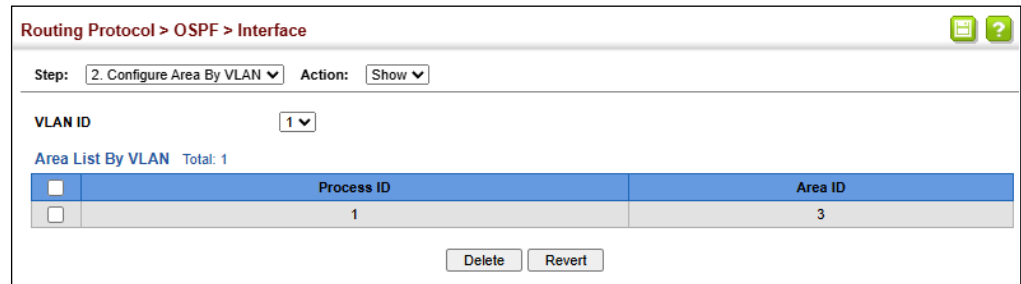 Routing Protocol > OSPF > Interface
?
Step: 2. Configure Area By VLAN Action: Show
VLAN ID 1
Area List By VLAN Total: 1
Process ID Area ID
1 3
Delete Revert